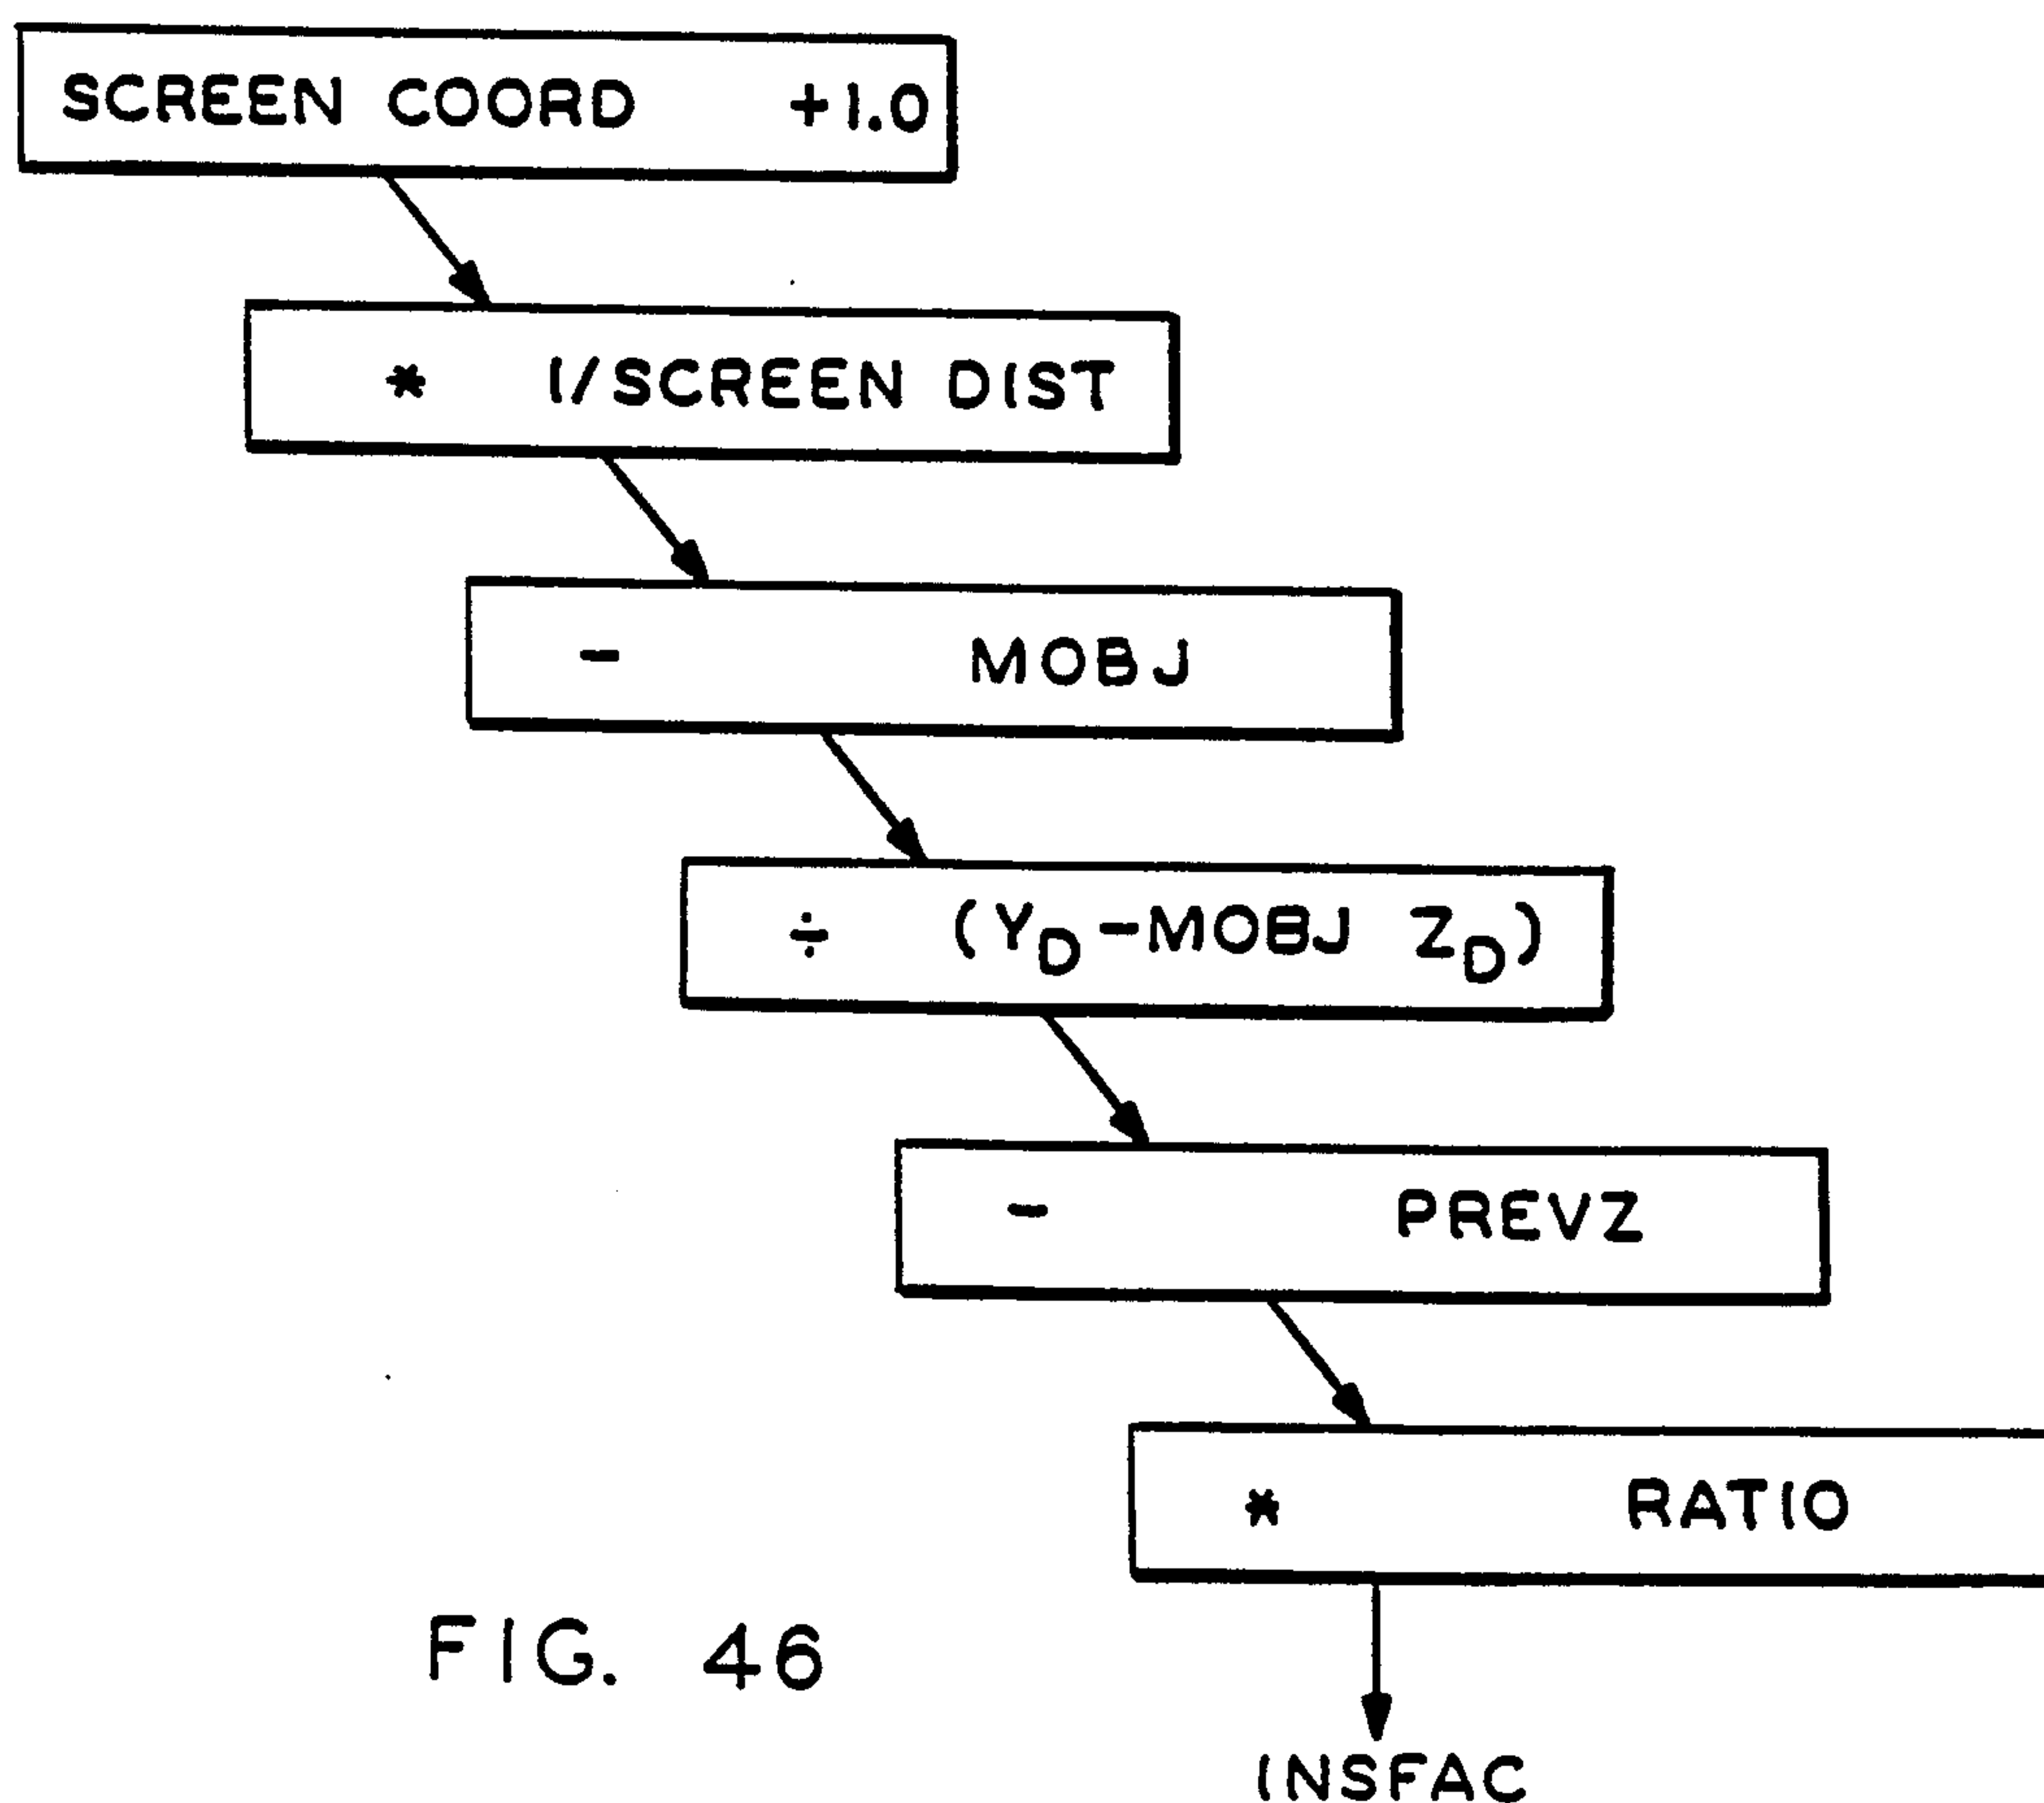 SCREEN COORD +1.0
* 1/SCREEN DIST
- MOBJ
÷ (YD-MOBJ ZD)
- PREVZ
* RATIO
FIG. 46
INSFAC